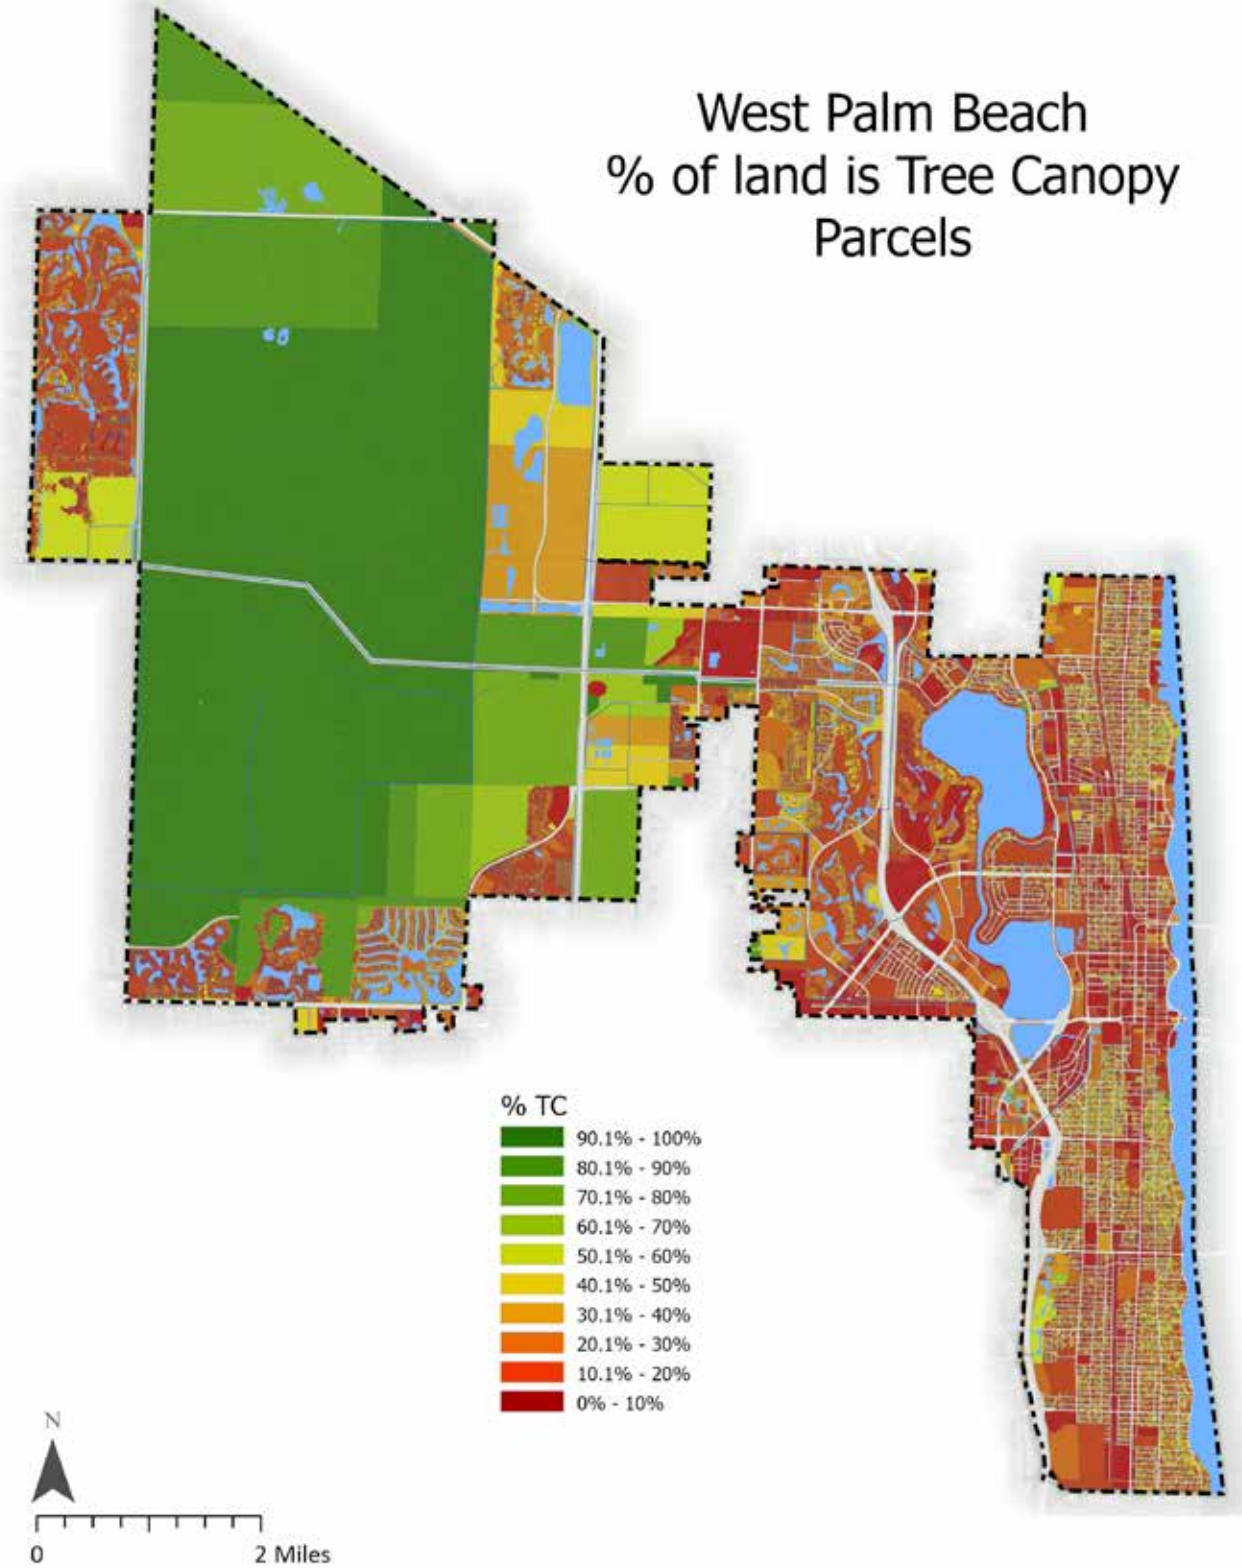 West Palm Beach
% of land is Tree Canopy
Parcels
% TC
90.1% - 100%
80.1% - 90%
70.1% - 80%
60.1% - 70%
50.1% - 60%
40.1% - 50%
30.1% - 40%
20.1% - 30%
10.1% - 20%
0% - 10%
N
0 2 Miles